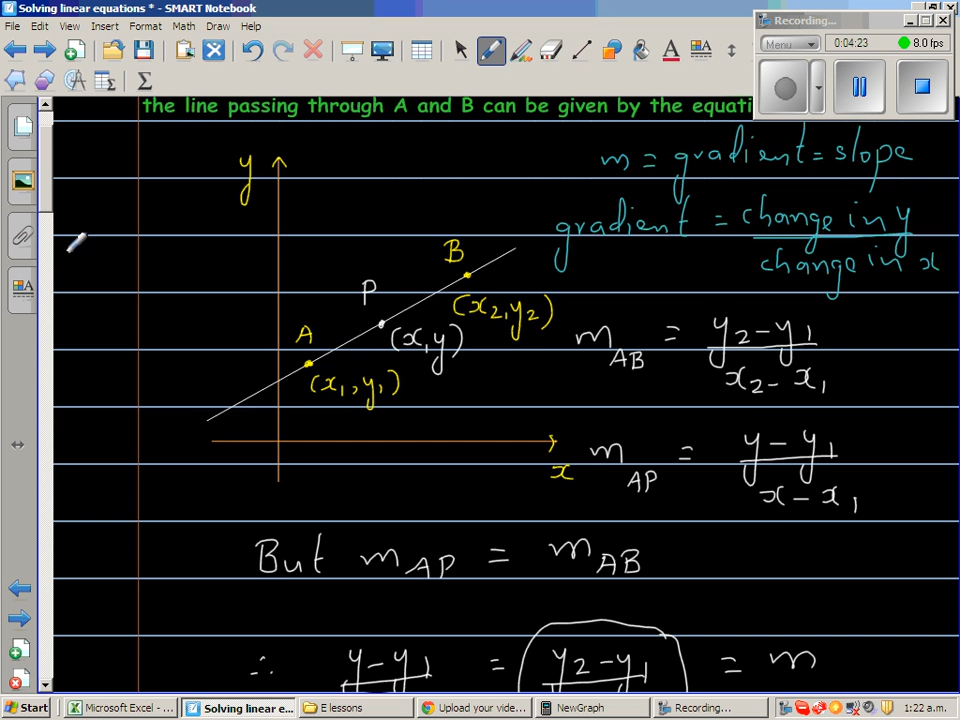 Solving linear equations * - SMART Notebook
File Edit View Insert Format Math Draw Help
Recording...
Menu
0:04:23
8.0 fps
the line passing through A and B can be given by the equati
y
m = gradient = slope
gradient = change in y
change in x
B
P
(x2, y2)
A
(x, y)
(x1, y1)
mAB = y2 - y1
x2 - x1
x
mAP = y - y1
x - x1
But mAP = mAB
∴ y - y1 = y2 - y1 = m
Start
Microsoft Excel - ...
Solving linear e...
E lessons
Upload your vide...
NewGraph
Recording...
1:22 a.m.